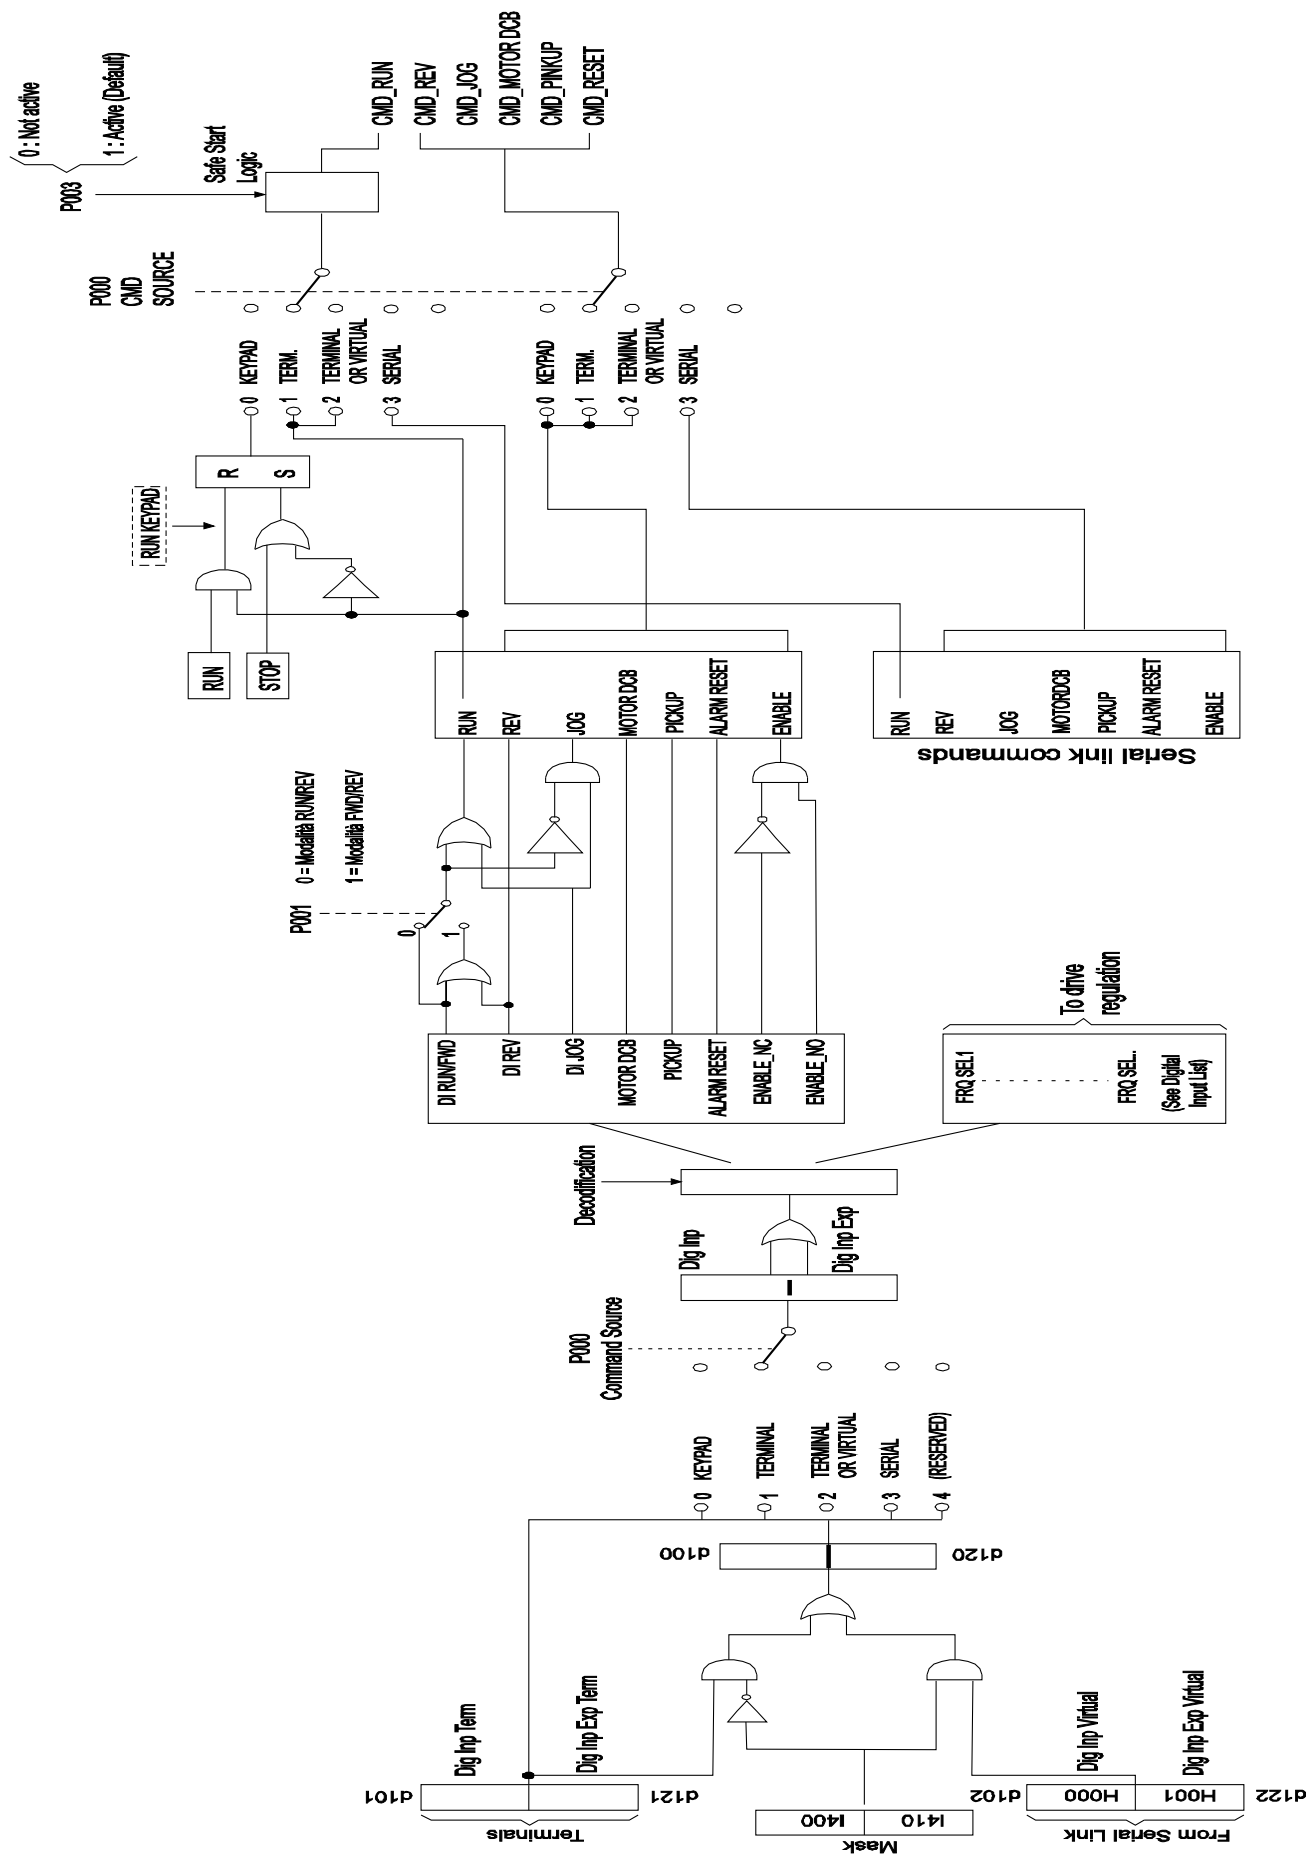 0 : Not active
1 : Active (Default)
P003
Safe Start
Logic
CMD_RUN
CMD_REV
CMD_JOG
CMD_MOTOR DCB
CMD_PINKUP
CMD_RESET
P000
CMD
SOURCE
0 KEYPAD
1 TERM.
2 TERMINAL
OR VIRTUAL
3 SERIAL
0 KEYPAD
1 TERM.
2 TERMINAL
OR VIRTUAL
3 SERIAL
R
S
RUN KEYPAD
RUN
STOP
RUN
REV
JOG
MOTOR DCB
PICKUP
ALARM RESET
ENABLE
RUN
REV
JOG
MOTORDCB
PICKUP
ALARM RESET
ENABLE
Serial link commands
P001
0 = Modalità RUN/REV
1 = Modalità FWD/REV
0
1
DI RUN/FWD
DI REV
DI JOG
MOTOR DCB
PICKUP
ALARM RESET
ENABLE_NC
ENABLE_NO
To drive
regulation
FRQ SEL1
FRQ SEL..
(See Digital
Input List)
Decodification
Dig Inp
Dig Inp Exp
P000
Command Source
0 KEYPAD
1 TERMINAL
2 TERMINAL
OR VIRTUAL
3 SERIAL
4 (RESERVED)
d100
d120
Dig Inp Term
Dig Inp Exp Term
d101
d121
Terminals
I400
I410
Mask
Dig Inp Virtual
Dig Inp Exp Virtual
d102
H000
H001
d122
From Serial Link